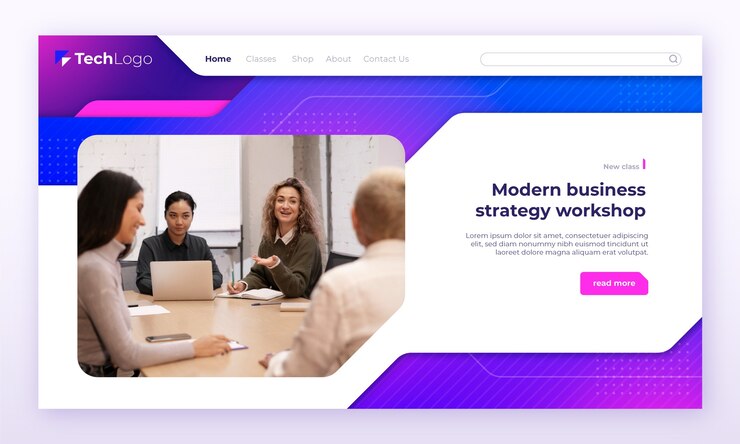 TechLogo
Home Classes Shop About Contact Us
New class
Modern business
strategy workshop
Lorem ipsum dolor sit amet, consectetuer adipiscing
elit, sed diam nonummy nibh euismod tincidunt ut
laoreet dolore magna aliquam erat volutpat.
read more